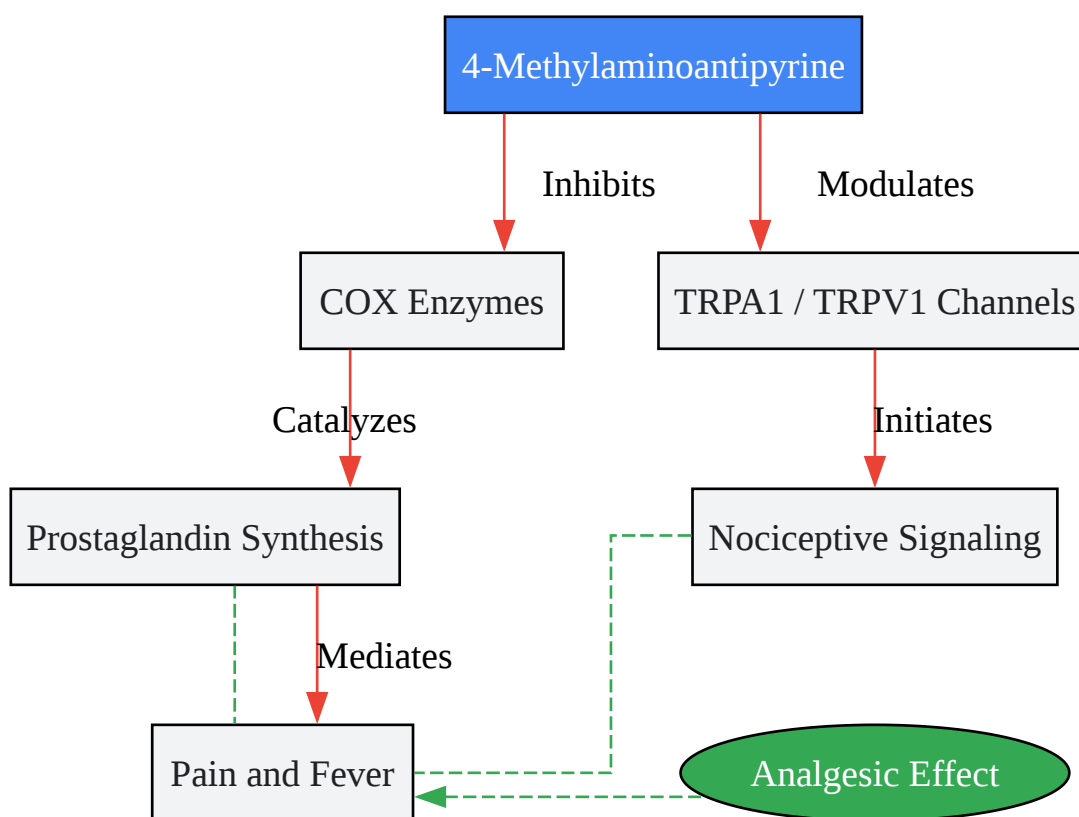 4-Methylaminoantipyrine
Inhibits
Modulates
COX Enzymes
TRPA1 / TRPV1 Channels
Catalyzes
Initiates
Prostaglandin Synthesis
Nociceptive Signaling
Mediates
Pain and Fever
Analgesic Effect